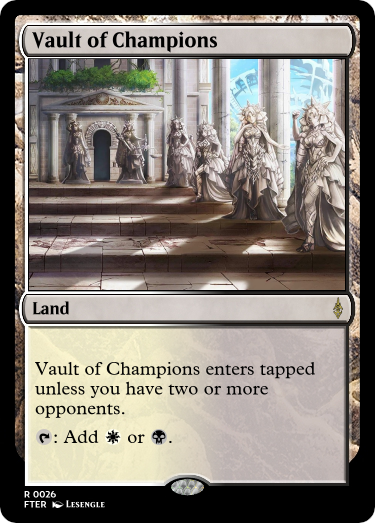 Vault of Champions
Land
Vault of Champions enters tapped
unless you have two or more
opponents.
: Add or .
R 0026
FTER Lesengle